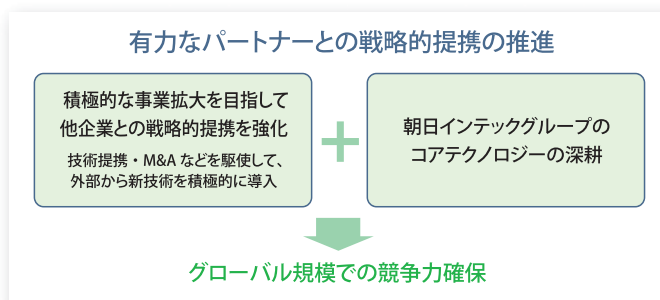 有力なパートナーとの戦略的提携の推進
積極的な事業拡大を目指して
他企業との戦略的提携を強化
技術提携・M&Aなどを駆使して、
外部から新技術を積極的に導入
+
朝日インテックグループの
コアテクノロジーの深耕
グローバル規模での競争力確保